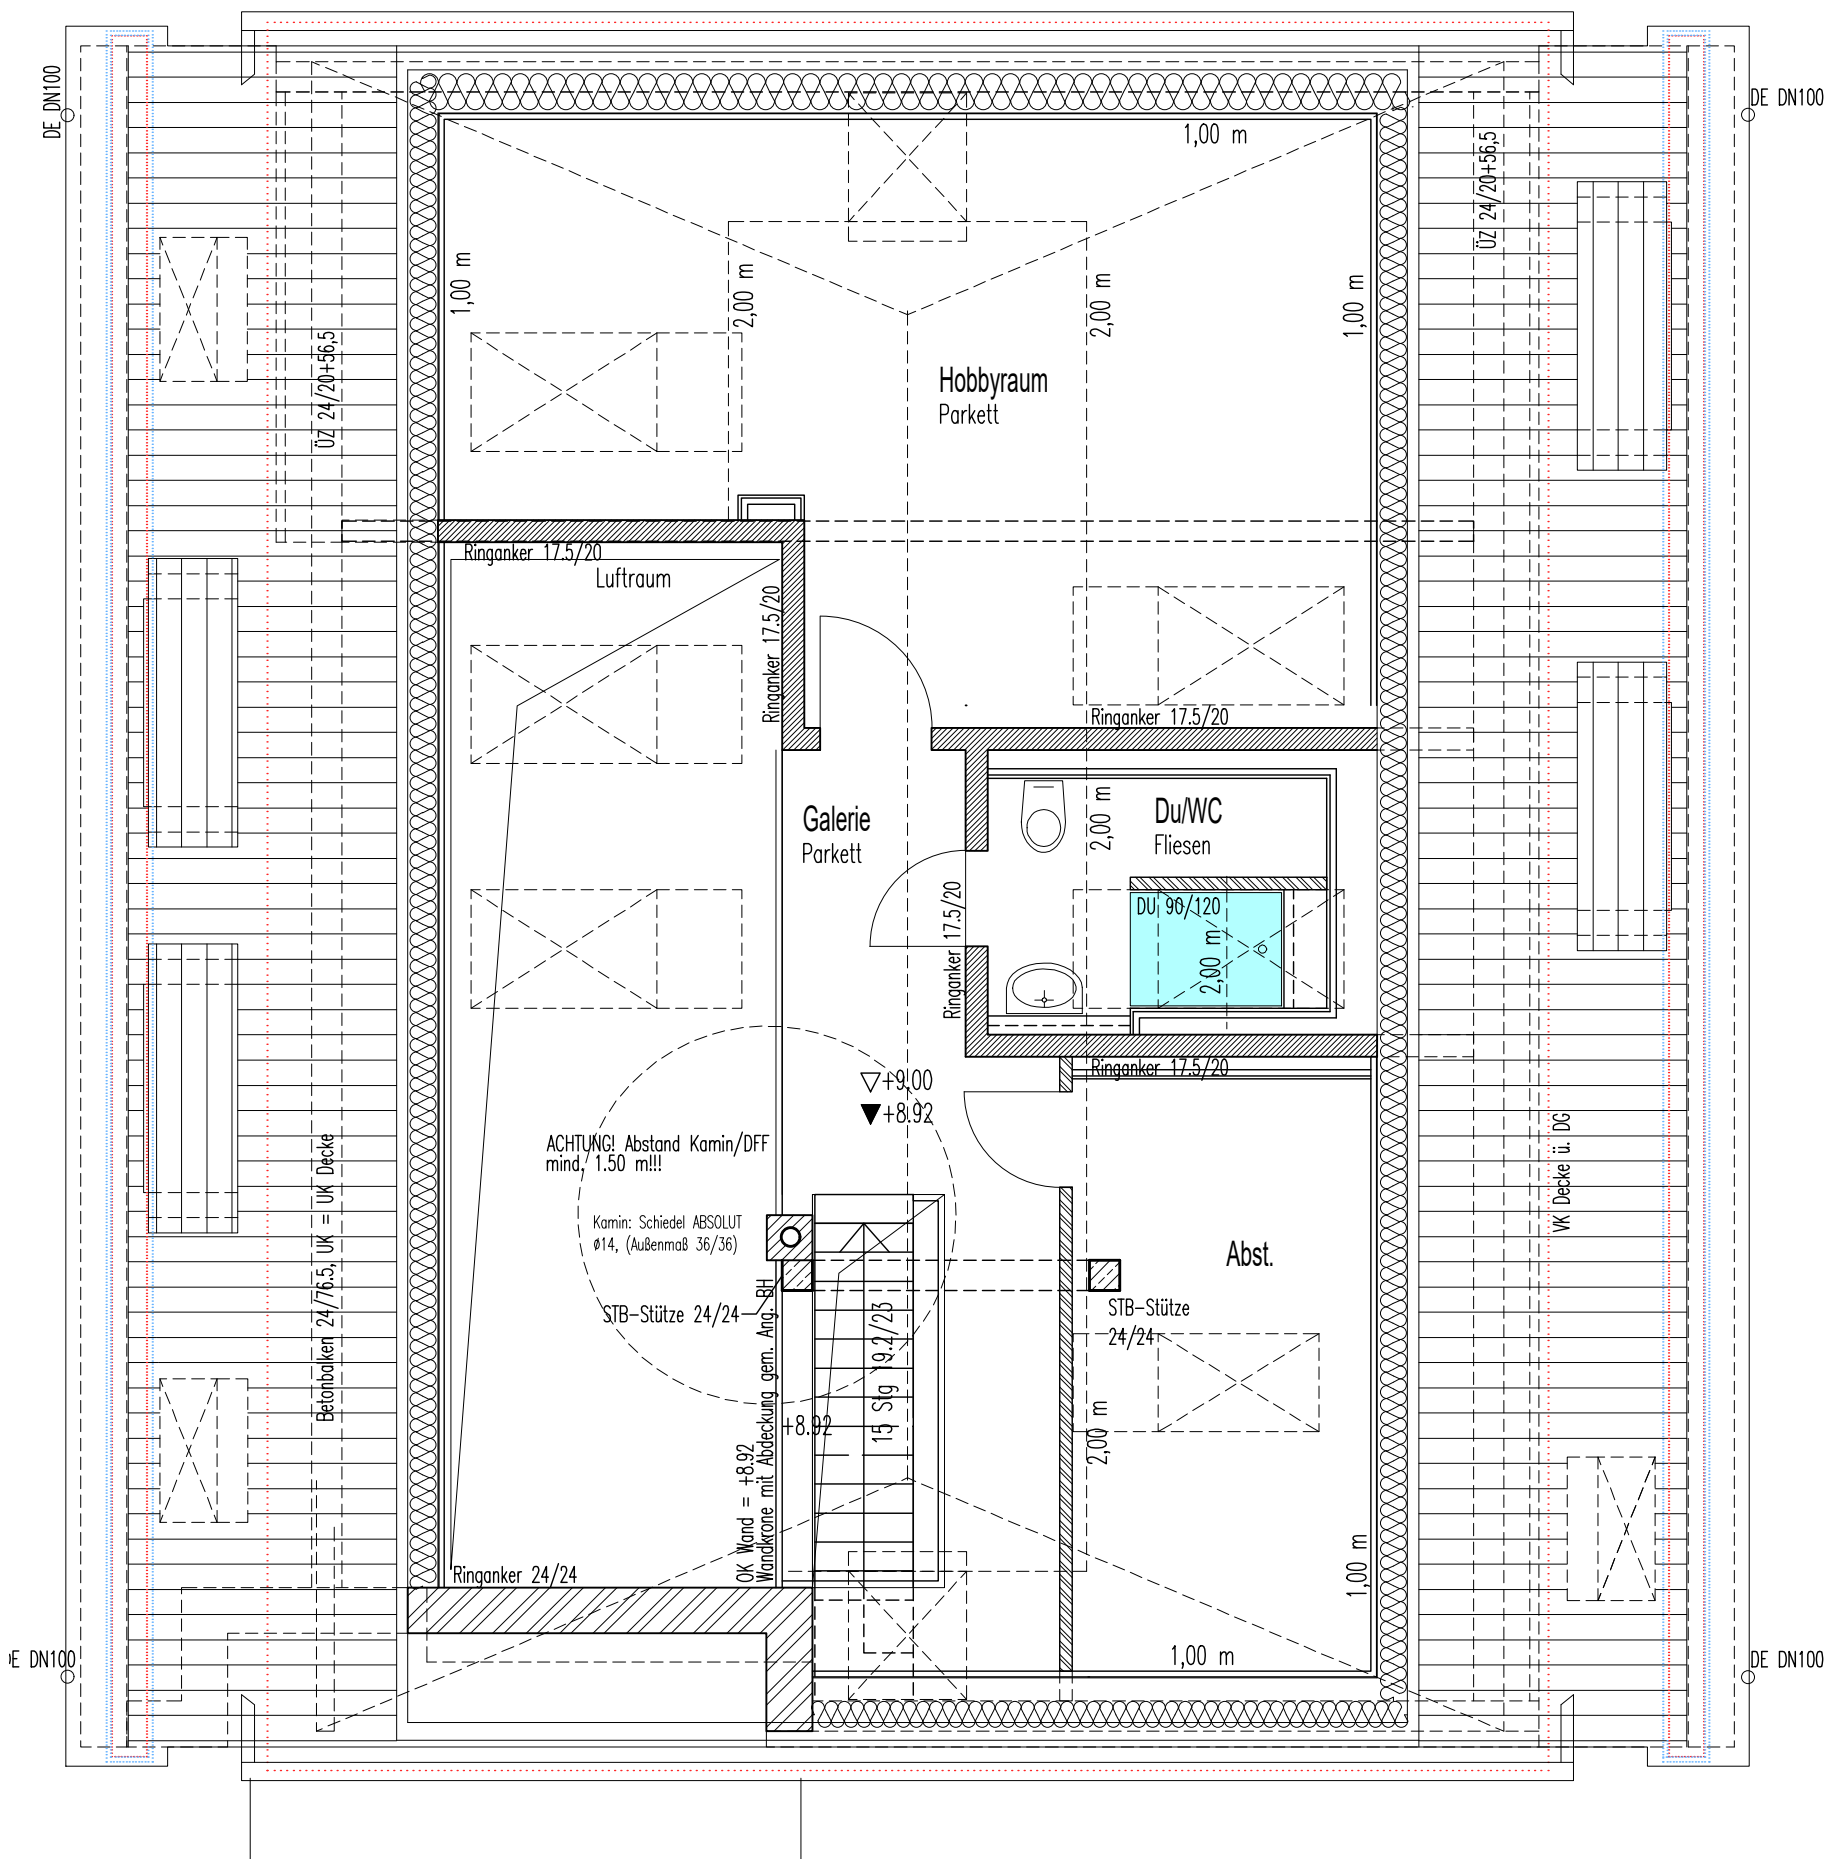 DE DN100
DE DN100
1,00 m
ÜZ 24/20+56,5
1,00 m
2,00 m
2,00 m
1,00 m
ÜZ 24/20+56,5
Hobbyraum
Parkett
Ringanker 17.5/20
Luftraum
Ringanker 17.5/20
Ringanker 17.5/20
Galerie
Parkett
2,00 m
Du/WC
Fliesen
DU 90/120
2,00 m
Ringanker 17.5/20
Ringanker 17.5/20
+9.00
+8.92
ACHTUNG! Abstand Kamin/DFF
mind. 1.50 m!!!
Kamin: Schiedel ABSOLUT
ø14, (Außenmaß 36/36)
STB-Stütze 24/24
Betonbalken 24/76.5, UK = UK Decke
VK Decke ü. DG
Abst.
STB-Stütze
24/24
15 Stg 19.2/23
+8.92
OK Wand = +8.92
Wandkrone mit Abdeckung gem. Ang. BH
2,00 m
1,00 m
Ringanker 24/24
1,00 m
DE DN100
DE DN100